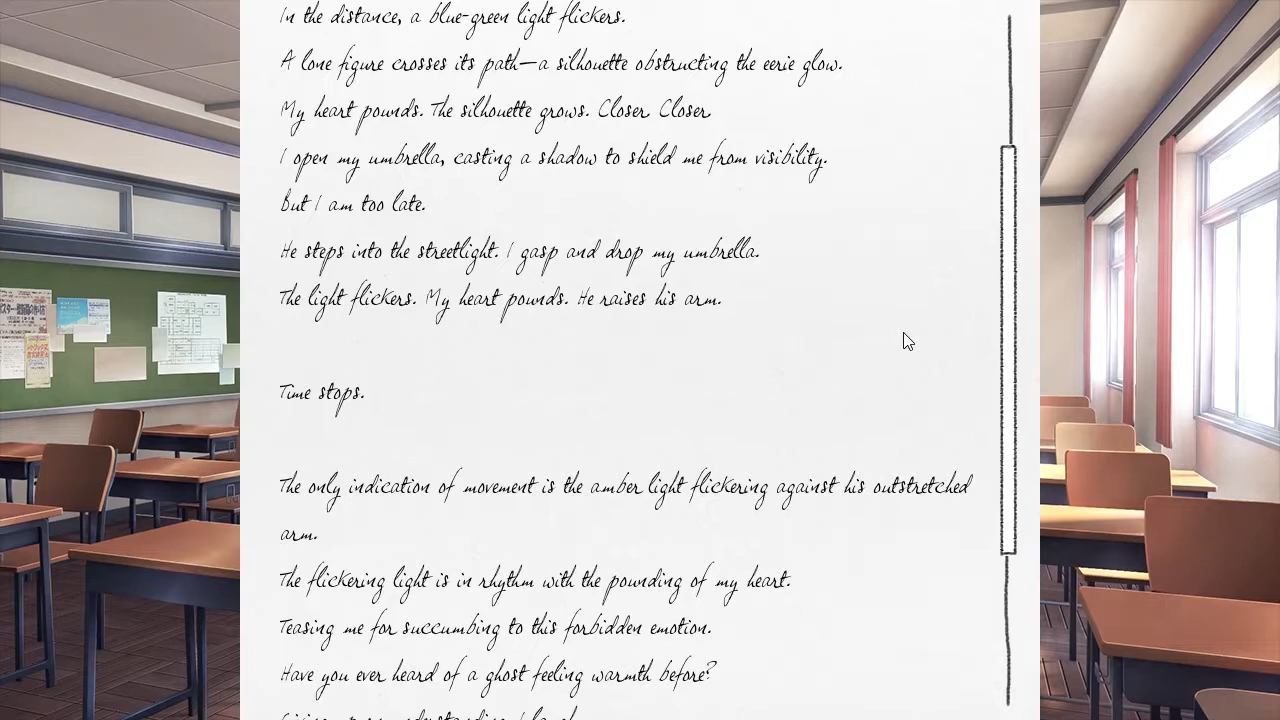 In the distance, a blue-green light flickers.
A lone figure crosses its path—a silhouette obstructing the eerie glow.
My heart pounds. The silhouette grows. Closer. Closer.
I open my umbrella, casting a shadow to shield me from visibility.
But I am too late.
He steps into the streetlight. I gasp and drop my umbrella.
The light flickers. My heart pounds. He raises his arm.
Time stops.
The only indication of movement is the amber light flickering against his outstretched
arm.
The flickering light is in rhythm with the pounding of my heart.
Teasing me for succumbing to this forbidden emotion.
Have you ever heard of a ghost feeling warmth before?